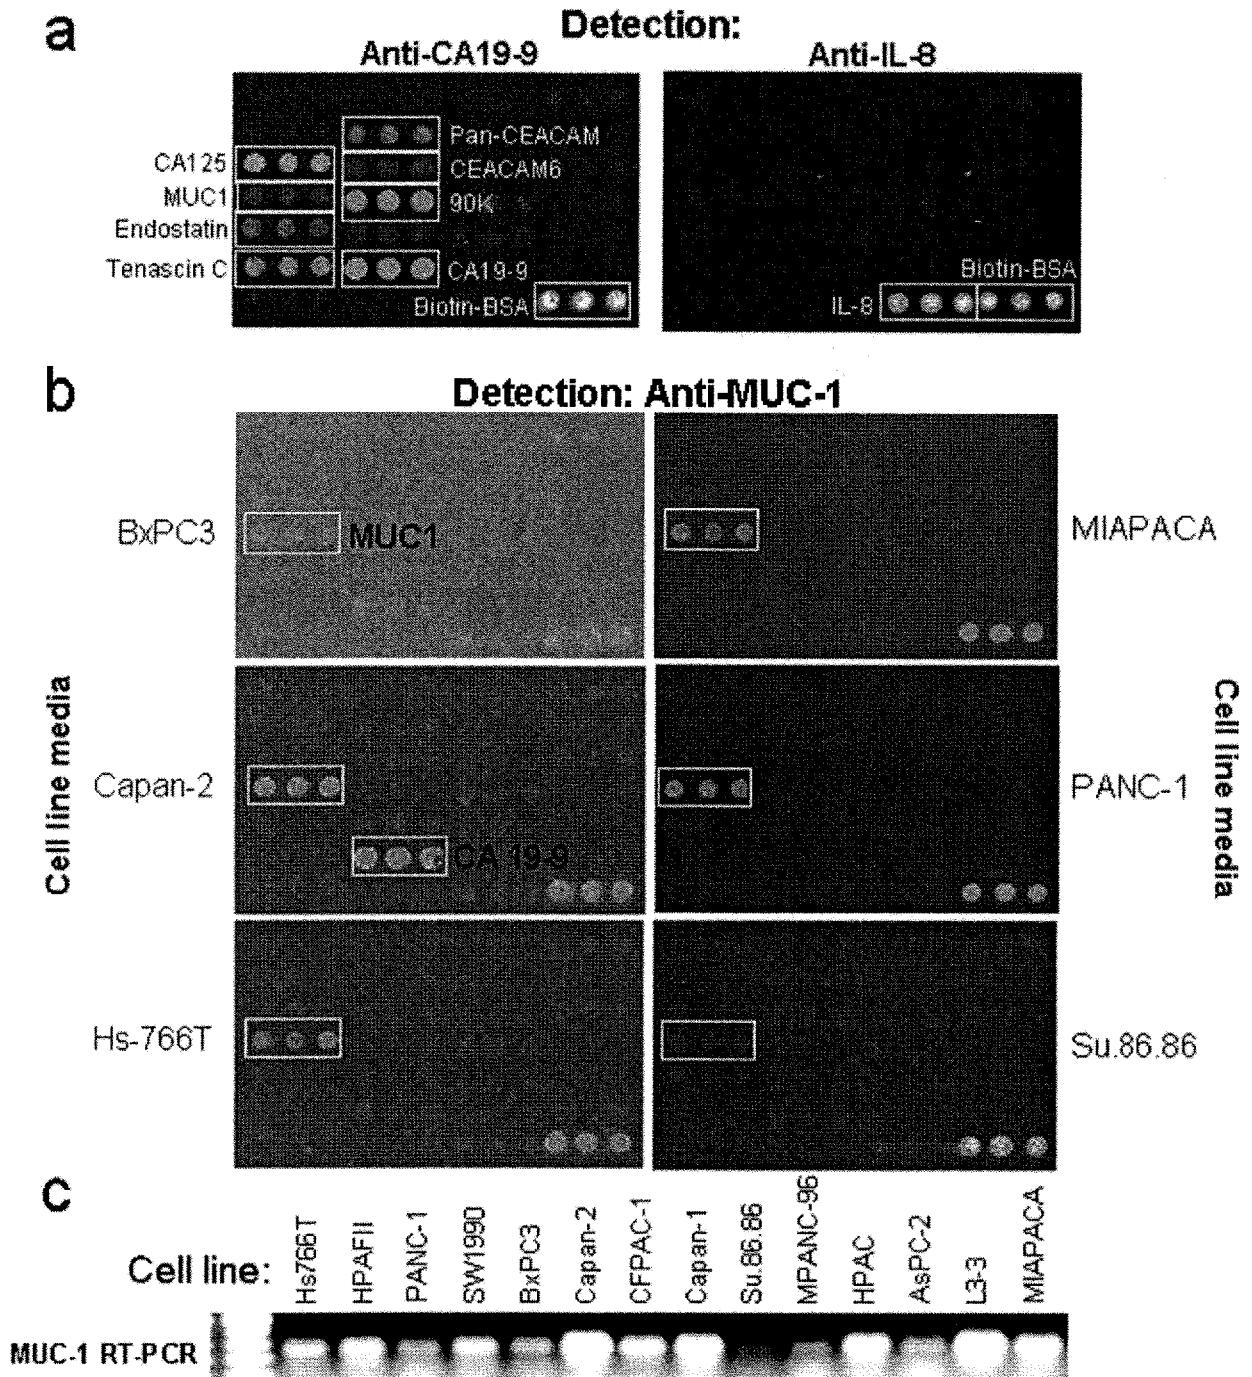 a
Detection:
Anti-CA19-9
Anti-IL-8
Pan-CEACAM
CA125
CEACAM6
MUC1
90K
Endostatin
Tenascin C
CA19-9
Biotin-BSA
Biotin-BSA
IL-8
b
Detection: Anti-MUC-1
BxPC3
MUC1
MIAPACA
Cell line media
Capan-2
CA 19-9
PANC-1
Cell line media
Hs-766T
Su.86.86
c
Cell line:
Hs766T
HPAFII
PANC-1
SW1990
BxPC3
Capan-2
CFPAC-1
Capan-1
Su.86.86
MPANC-96
HPAC
AsPC-2
L3-3
MIAPACA
MUC-1 RT-PCR